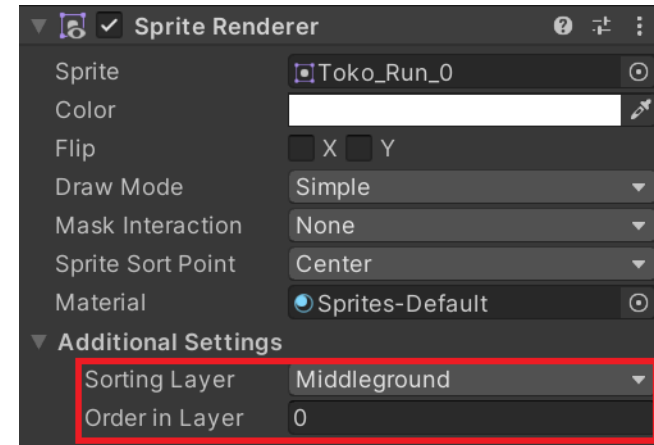 Sprite Renderer
Sprite Toko_Run_0
Color
Flip X Y
Draw Mode Simple
Mask Interaction None
Sprite Sort Point Center
Material Sprites-Default
Additional Settings
Sorting Layer Middleground
Order in Layer 0